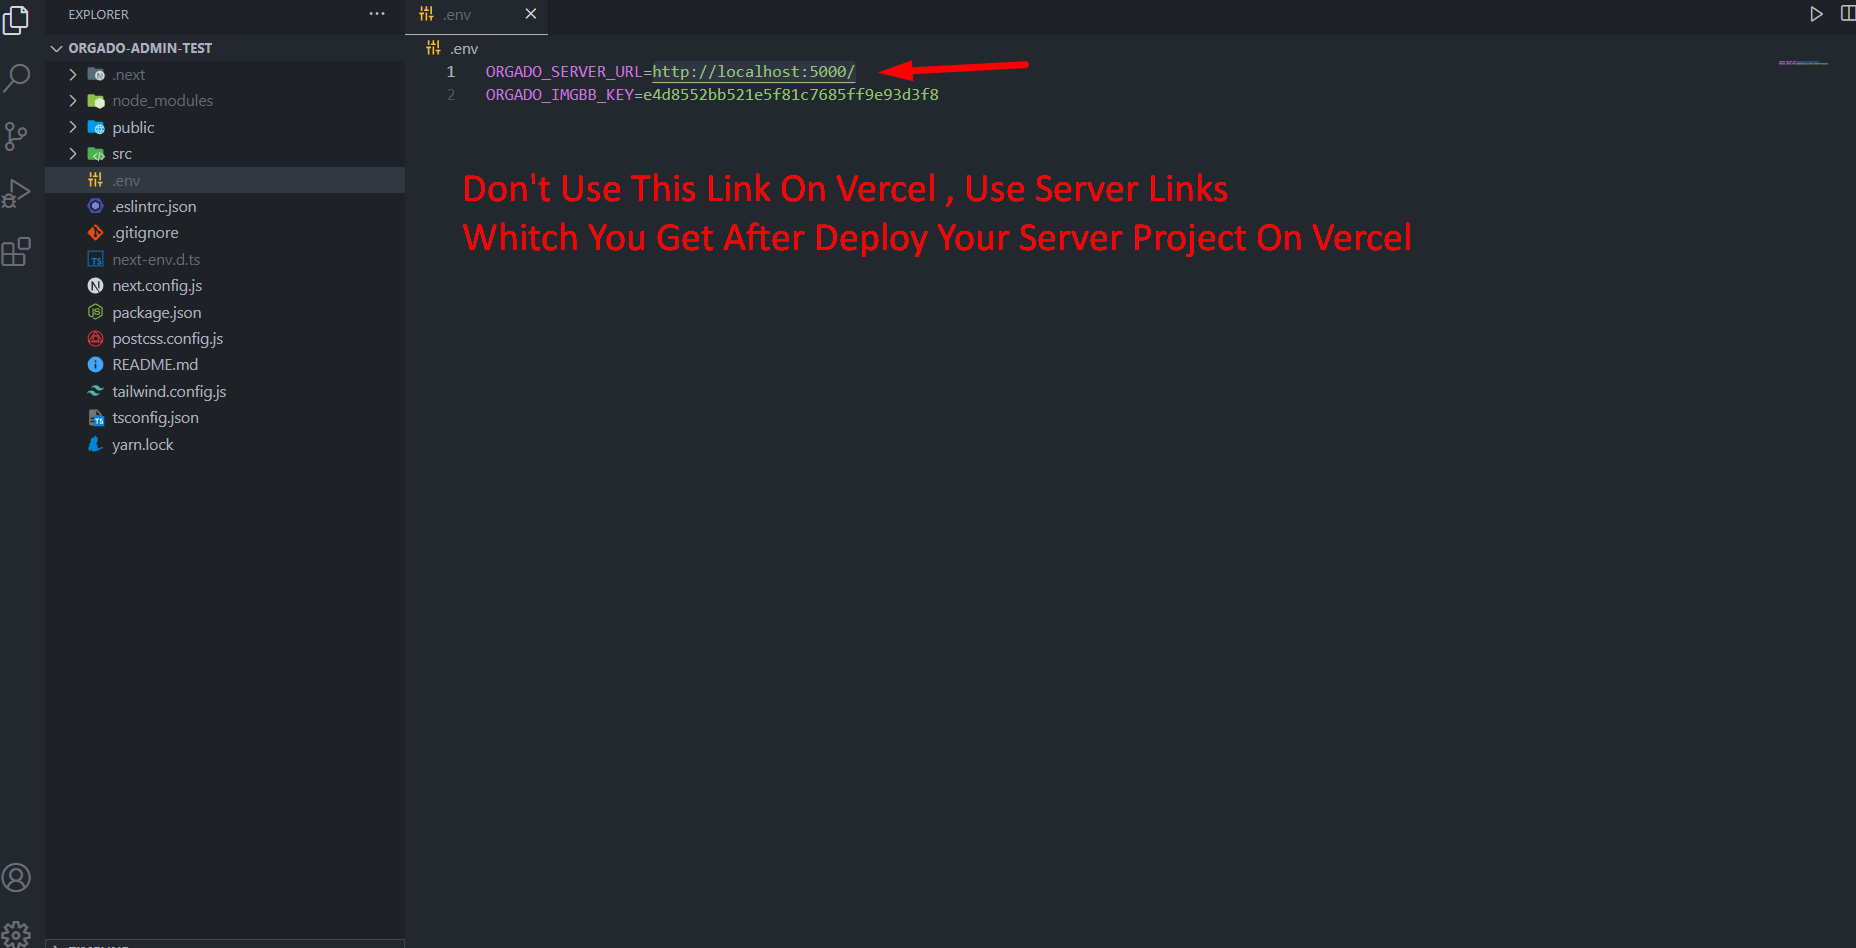 EXPLORER
···
.env
ORGADO-ADMIN-TEST
.next
node_modules
public
src
.env
.eslintrc.json
.gitignore
next-env.d.ts
next.config.js
package.json
postcss.config.js
README.md
tailwind.config.js
tsconfig.json
yarn.lock
.env
1 ORGADO_SERVER_URL=http://localhost:5000/
2 ORGADO_IMGBB_KEY=e4d8552bb521e5f81c7685ff9e93d3f8
Don't Use This Link On Vercel , Use Server Links
Whitch You Get After Deploy Your Server Project On Vercel